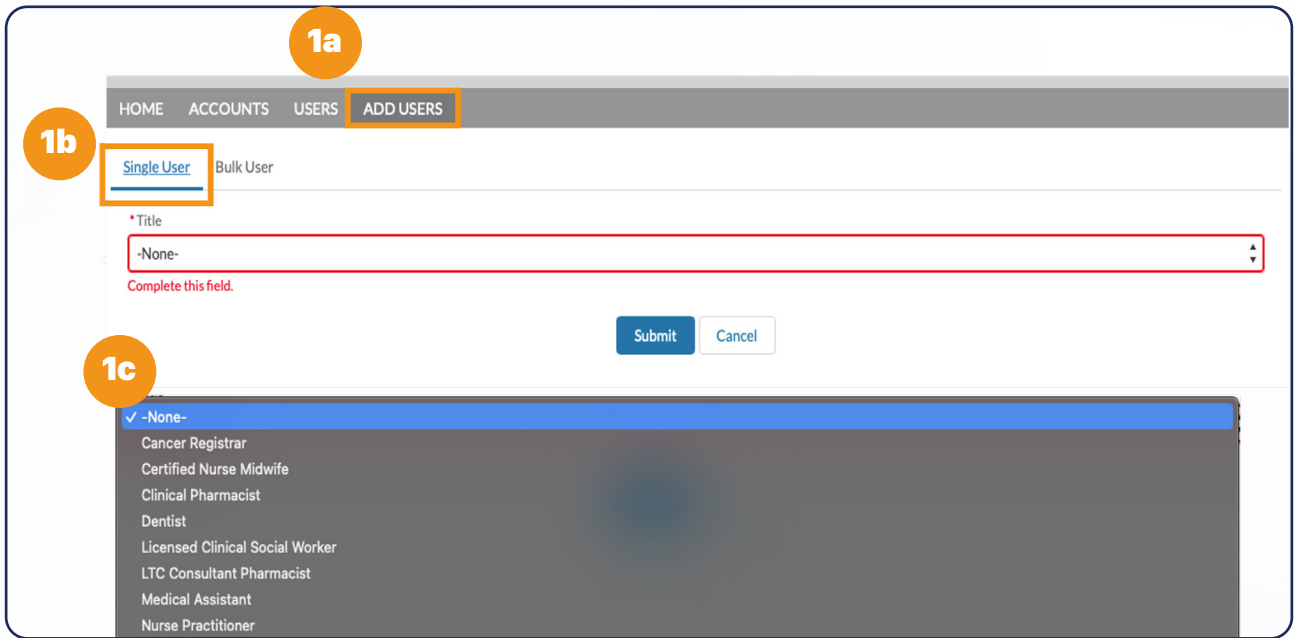 1a
HOME ACCOUNTS USERS ADD USERS
1b
Single User Bulk User
*Title
-None-
Complete this field.
Submit Cancel
1c
✓ -None-
Cancer Registrar
Certified Nurse Midwife
Clinical Pharmacist
Dentist
Licensed Clinical Social Worker
LTC Consultant Pharmacist
Medical Assistant
Nurse Practitioner